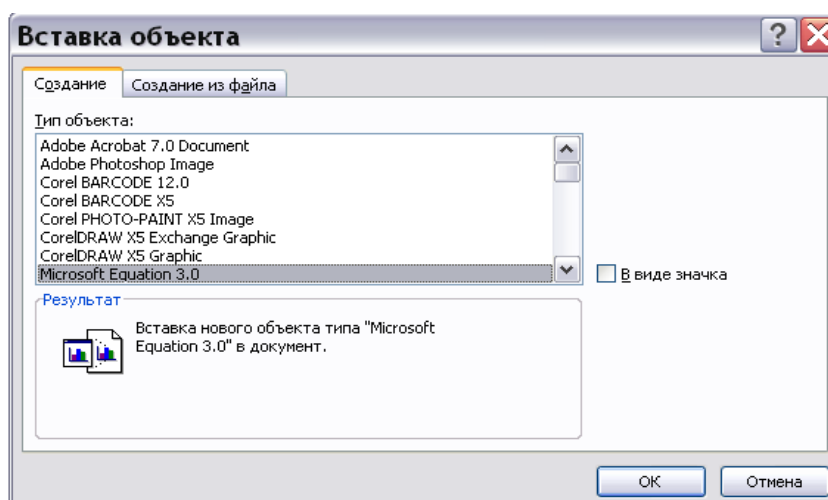 Вставка объекта
Создание
Создание из файла
Тип объекта:
Adobe Acrobat 7.0 Document
Adobe Photoshop Image
Corel BARCODE 12.0
Corel BARCODE X5
Corel PHOTO-PAINT X5 Image
CorelDRAW X5 Exchange Graphic
CorelDRAW X5 Graphic
Microsoft Equation 3.0
В виде значка
Результат
Вставка нового объекта типа "Microsoft
Equation 3.0" в документ.
ОК
Отмена